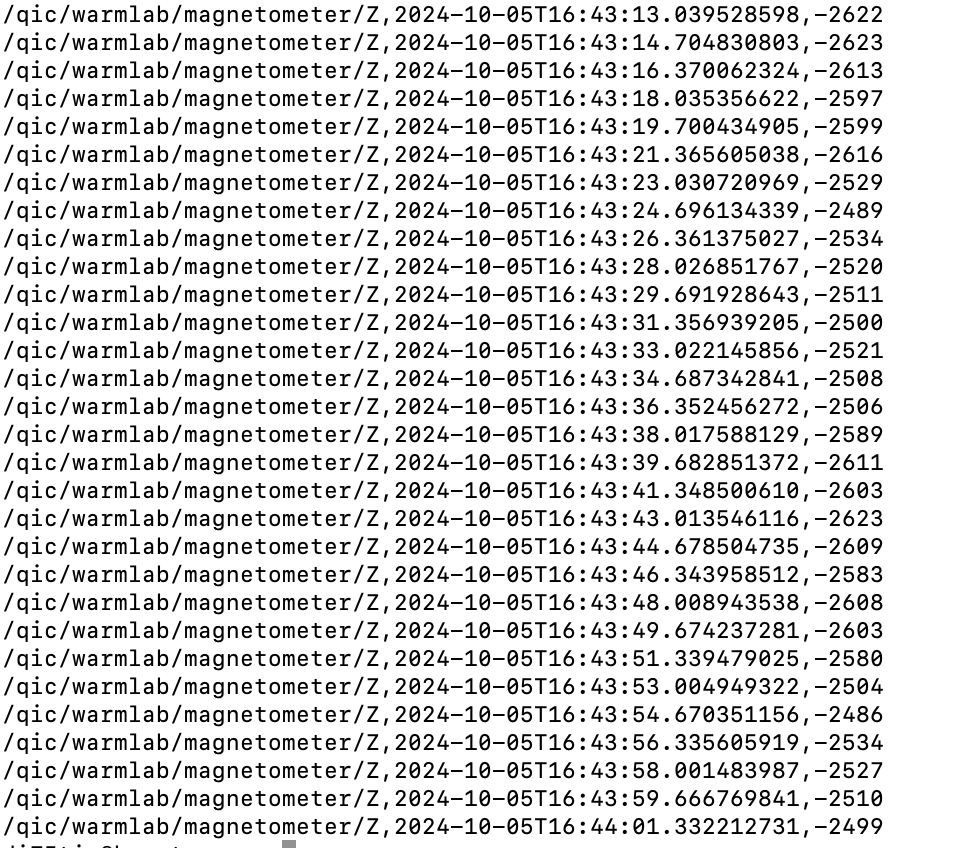 /qic/warmlab/magnetometer/Z,2024-10-05T16:43:13.039528598,-2622
/qic/warmlab/magnetometer/Z,2024-10-05T16:43:14.704830803,-2623
/qic/warmlab/magnetometer/Z,2024-10-05T16:43:16.370062324,-2613
/qic/warmlab/magnetometer/Z,2024-10-05T16:43:18.035356622,-2597
/qic/warmlab/magnetometer/Z,2024-10-05T16:43:19.700434905,-2599
/qic/warmlab/magnetometer/Z,2024-10-05T16:43:21.365605038,-2616
/qic/warmlab/magnetometer/Z,2024-10-05T16:43:23.030720969,-2529
/qic/warmlab/magnetometer/Z,2024-10-05T16:43:24.696134339,-2489
/qic/warmlab/magnetometer/Z,2024-10-05T16:43:26.361375027,-2534
/qic/warmlab/magnetometer/Z,2024-10-05T16:43:28.026851767,-2520
/qic/warmlab/magnetometer/Z,2024-10-05T16:43:29.691928643,-2511
/qic/warmlab/magnetometer/Z,2024-10-05T16:43:31.356939205,-2500
/qic/warmlab/magnetometer/Z,2024-10-05T16:43:33.022145856,-2521
/qic/warmlab/magnetometer/Z,2024-10-05T16:43:34.687342841,-2508
/qic/warmlab/magnetometer/Z,2024-10-05T16:43:36.352456272,-2506
/qic/warmlab/magnetometer/Z,2024-10-05T16:43:38.017588129,-2589
/qic/warmlab/magnetometer/Z,2024-10-05T16:43:39.682851372,-2611
/qic/warmlab/magnetometer/Z,2024-10-05T16:43:41.348500610,-2603
/qic/warmlab/magnetometer/Z,2024-10-05T16:43:43.013546116,-2623
/qic/warmlab/magnetometer/Z,2024-10-05T16:43:44.678504735,-2609
/qic/warmlab/magnetometer/Z,2024-10-05T16:43:46.343958512,-2583
/qic/warmlab/magnetometer/Z,2024-10-05T16:43:48.008943538,-2608
/qic/warmlab/magnetometer/Z,2024-10-05T16:43:49.674237281,-2603
/qic/warmlab/magnetometer/Z,2024-10-05T16:43:51.339479025,-2580
/qic/warmlab/magnetometer/Z,2024-10-05T16:43:53.004949322,-2504
/qic/warmlab/magnetometer/Z,2024-10-05T16:43:54.670351156,-2486
/qic/warmlab/magnetometer/Z,2024-10-05T16:43:56.335605919,-2534
/qic/warmlab/magnetometer/Z,2024-10-05T16:43:58.001483987,-2527
/qic/warmlab/magnetometer/Z,2024-10-05T16:43:59.666769841,-2510
/qic/warmlab/magnetometer/Z,2024-10-05T16:44:01.332212731,-2499